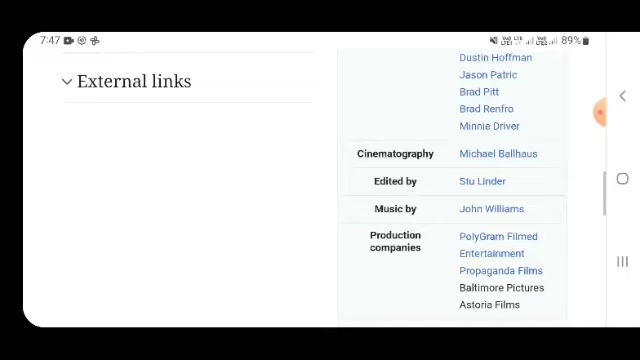 7:47 89%
External links
Dustin Hoffman
Jason Patric
Brad Pitt
Brad Renfro
Minnie Driver
Cinematography Michael Ballhaus
Edited by Stu Linder
Music by John Williams
Production companies PolyGram Filmed
Entertainment
Propaganda Films
Baltimore Pictures
Astoria Films